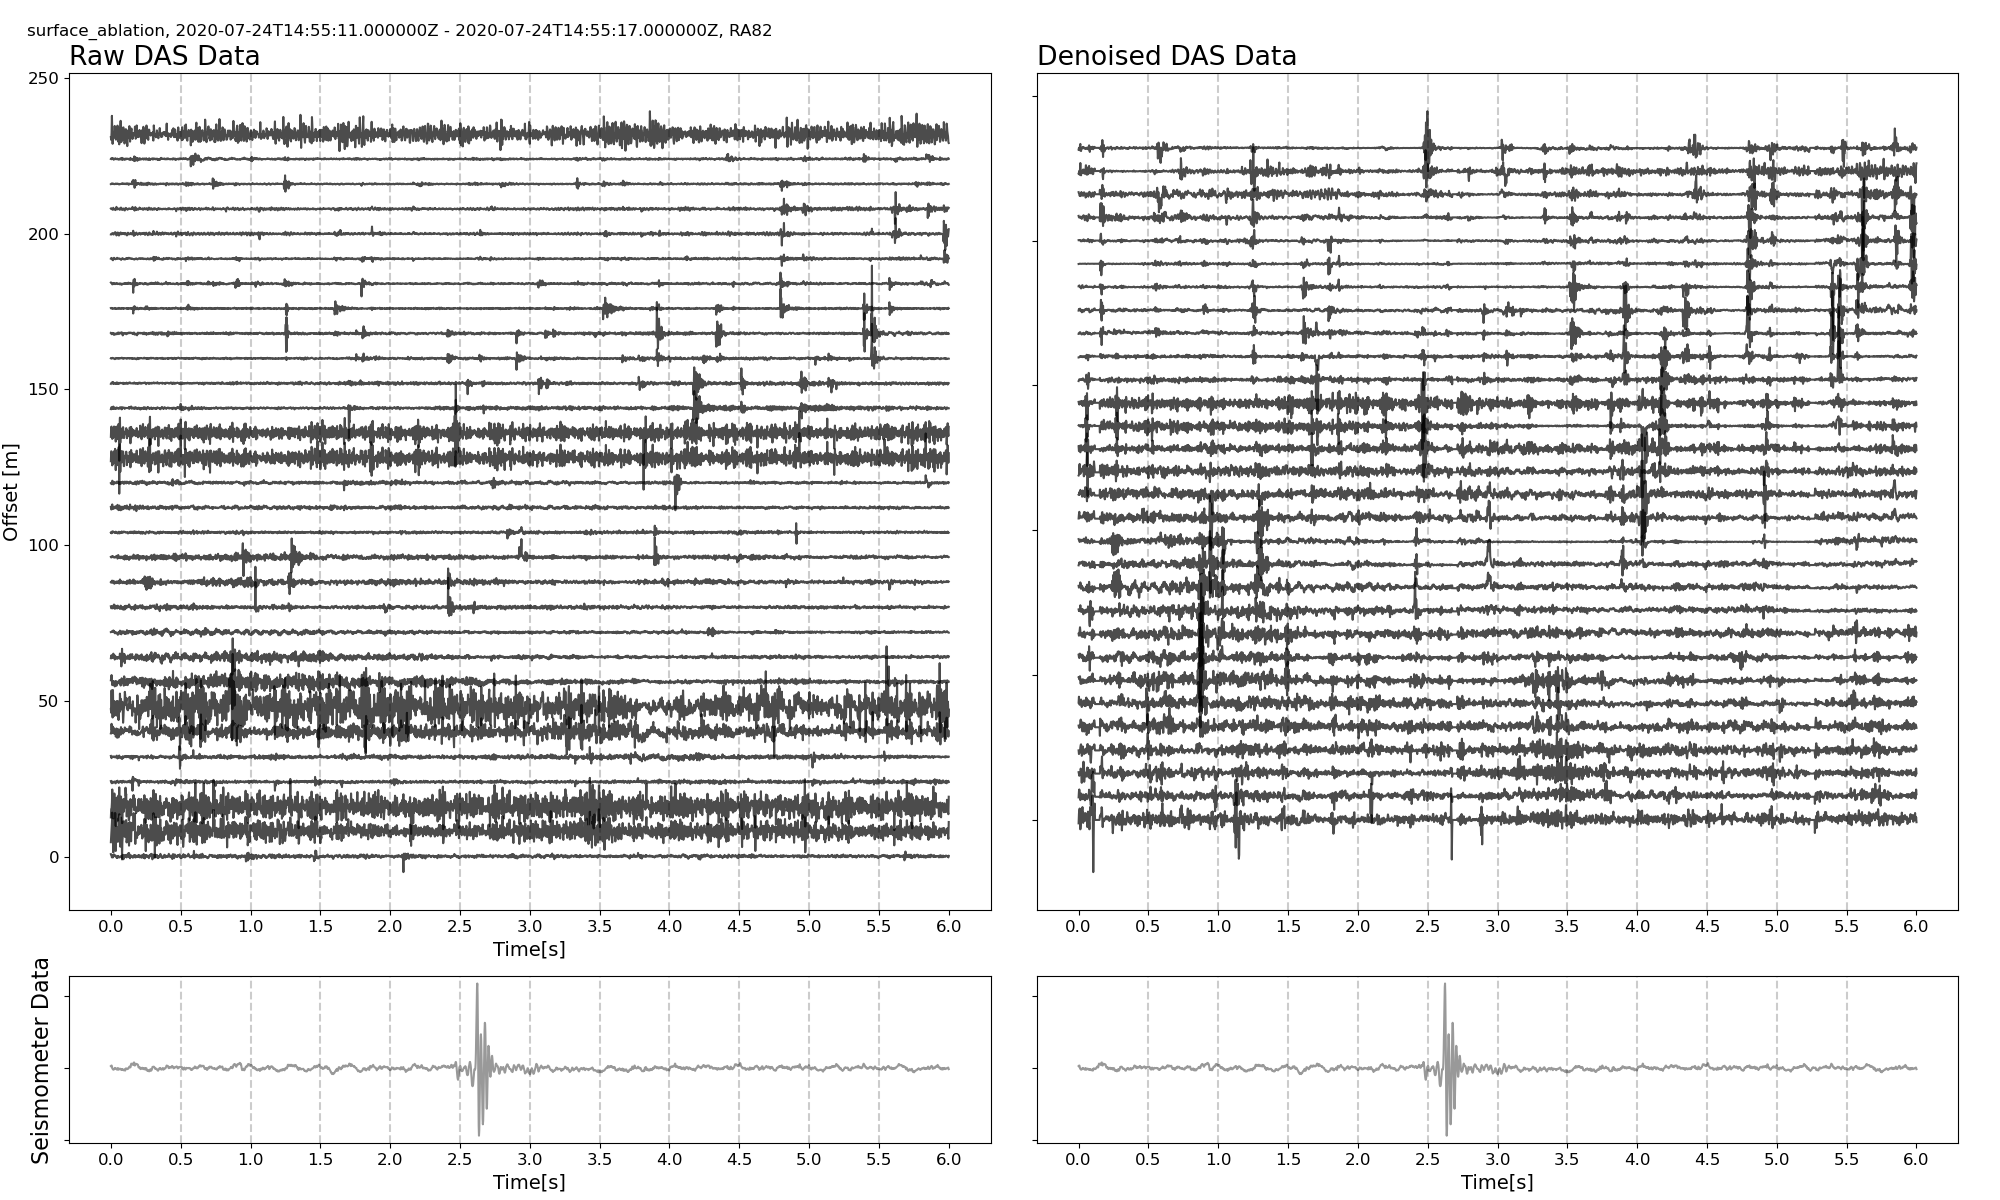 surface_ablation, 2020-07-24T14:55:11.000000Z - 2020-07-24T14:55:17.000000Z, RA82
Raw DAS Data
Denoised DAS Data
250
200
150
100
50
0
Offset [m]
0.0 0.5 1.0 1.5 2.0 2.5 3.0 3.5 4.0 4.5 5.0 5.5 6.0
Time[s]
0.0 0.5 1.0 1.5 2.0 2.5 3.0 3.5 4.0 4.5 5.0 5.5 6.0
Seismometer Data
0.0 0.5 1.0 1.5 2.0 2.5 3.0 3.5 4.0 4.5 5.0 5.5 6.0
Time[s]
0.0 0.5 1.0 1.5 2.0 2.5 3.0 3.5 4.0 4.5 5.0 5.5 6.0
Time[s]